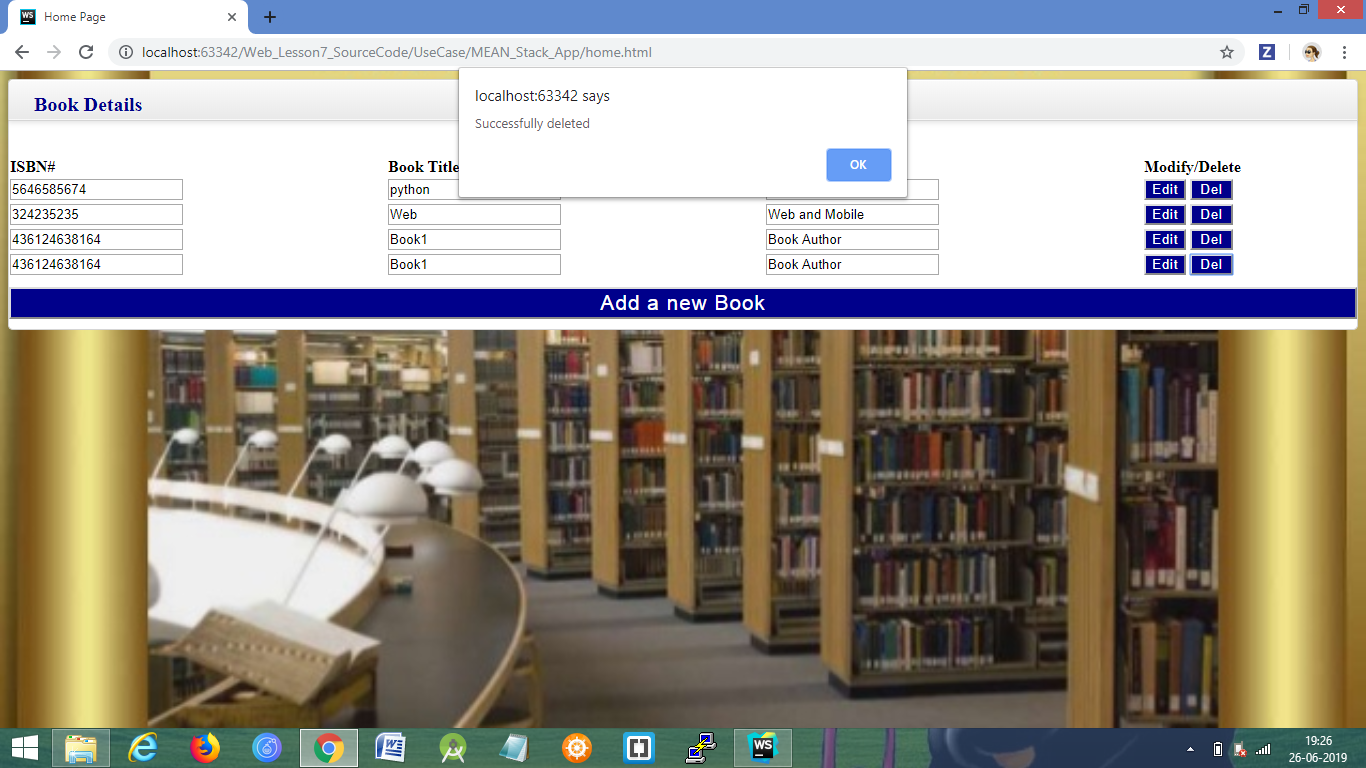 Home Page
localhost:63342/Web_Lesson7_SourceCode/UseCase/MEAN_Stack_App/home.html
Book Details
localhost:63342 says
Successfully deleted
OK
ISBN# Book Title Modify/Delete
5646585674 python Edit Del
324235235 Web Web and Mobile Edit Del
436124638164 Book1 Book Author Edit Del
436124638164 Book1 Book Author Edit Del
Add a new Book
19:26
26-06-2019